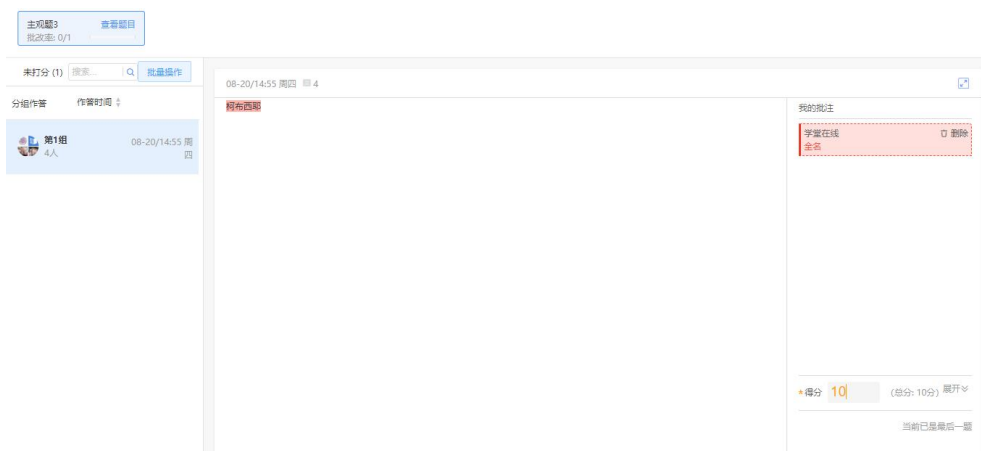 主观题3 查看题目
批改率: 0/1
未打分 (1) 搜索... 批量操作
分组作答 作答时间
第1组
4人
08-20/14:55 周四
08-20/14:55 周四 4
柯布西耶
我的批注
学堂在线 删除
全名
*得分 10 (总分: 10分) 展开
当前已是最后一题